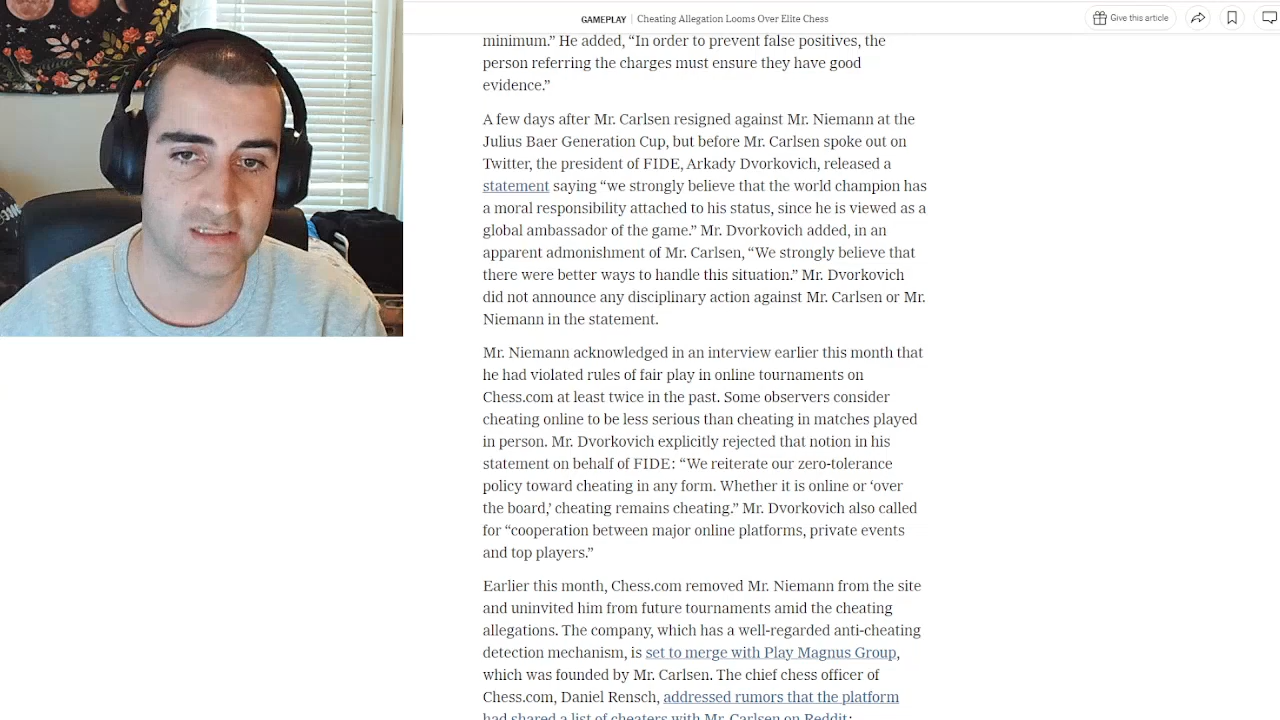 GAMEPLAY | Cheating Allegation Looms Over Elite Chess
Give this article
minimum.” He added, “In order to prevent false positives, the
person referring the charges must ensure they have good
evidence.”
A few days after Mr. Carlsen resigned against Mr. Niemann at the
Julius Baer Generation Cup, but before Mr. Carlsen spoke out on
Twitter, the president of FIDE, Arkady Dvorkovich, released a
statement saying “we strongly believe that the world champion has
a moral responsibility attached to his status, since he is viewed as a
global ambassador of the game.” Mr. Dvorkovich added, in an
apparent admonishment of Mr. Carlsen, “We strongly believe that
there were better ways to handle this situation.” Mr. Dvorkovich
did not announce any disciplinary action against Mr. Carlsen or Mr.
Niemann in the statement.
Mr. Niemann acknowledged in an interview earlier this month that
he had violated rules of fair play in online tournaments on
Chess.com at least twice in the past. Some observers consider
cheating online to be less serious than cheating in matches played
in person. Mr. Dvorkovich explicitly rejected that notion in his
statement on behalf of FIDE: “We reiterate our zero-tolerance
policy toward cheating in any form. Whether it is online or ‘over
the board,’ cheating remains cheating.” Mr. Dvorkovich also called
for “cooperation between major online platforms, private events
and top players.”
Earlier this month, Chess.com removed Mr. Niemann from the site
and uninvited him from future tournaments amid the cheating
allegations. The company, which has a well-regarded anti-cheating
detection mechanism, is set to merge with Play Magnus Group,
which was founded by Mr. Carlsen. The chief chess officer of
Chess.com, Daniel Rensch, addressed rumors that the platform
had shared a list of cheaters with Mr. Carlsen on Reddit: